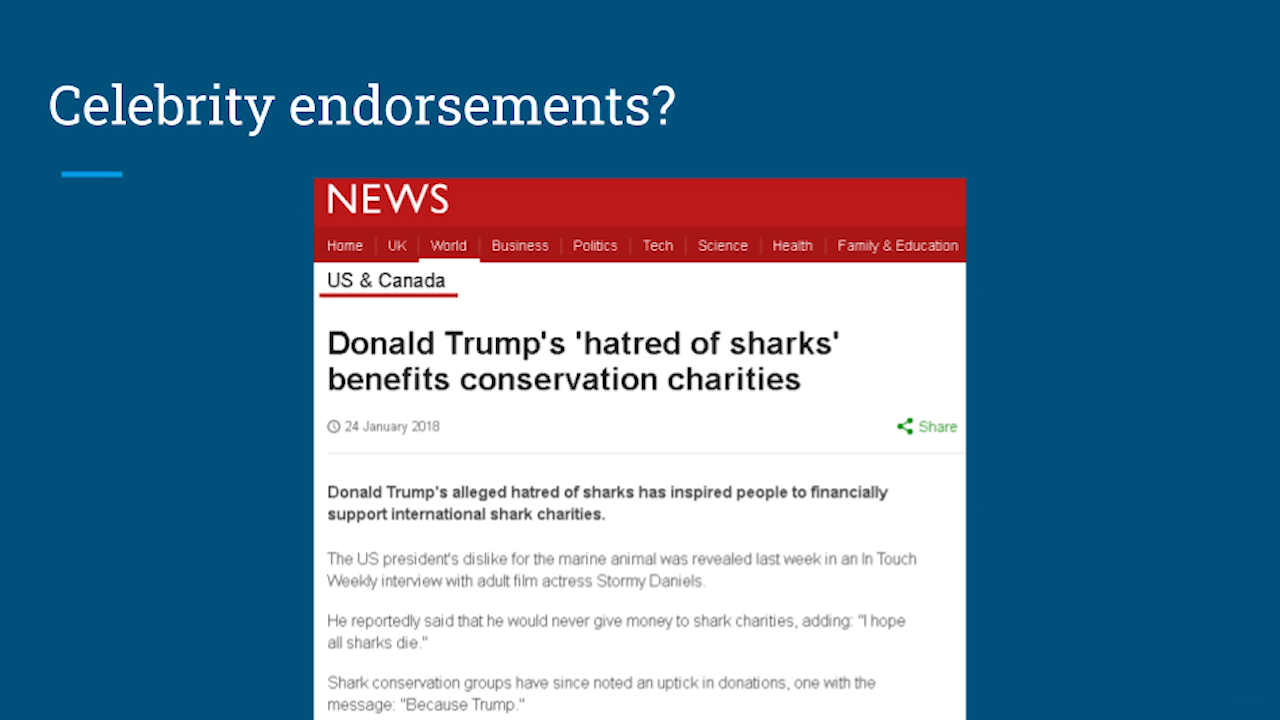 Celebrity endorsements?
NEWS
Home UK World Business Politics Tech Science Health Family & Education
US & Canada
Donald Trump's 'hatred of sharks'
benefits conservation charities
24 January 2018 Share
Donald Trump's alleged hatred of sharks has inspired people to financially
support international shark charities.
The US president's dislike for the marine animal was revealed last week in an In Touch
Weekly interview with adult film actress Stormy Daniels.
He reportedly said that he would never give money to shark charities, adding: "I hope
all sharks die."
Shark conservation groups have since noted an uptick in donations, one with the
message: "Because Trump."